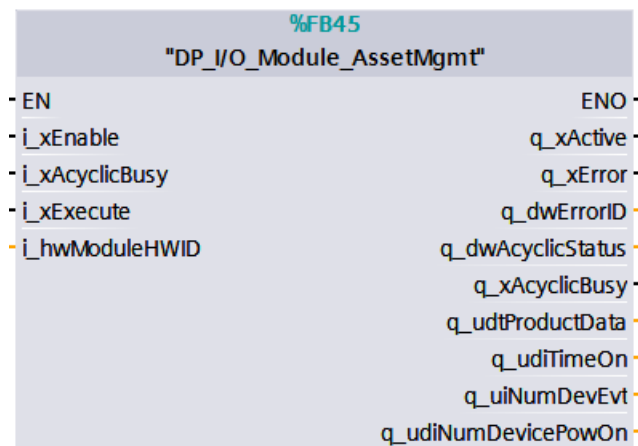 %FB45
"DP_I/O_Module_AssetMgmt"
EN ENO
i_xEnable q_xActive
i_xAcyclicBusy q_xError
i_xExecute q_dwErrorID
i_hwModuleHWID q_dwAcyclicStatus
q_xAcyclicBusy
q_udtProductData
q_udiTimeOn
q_uiNumDevEvt
q_udiNumDevicePowOn